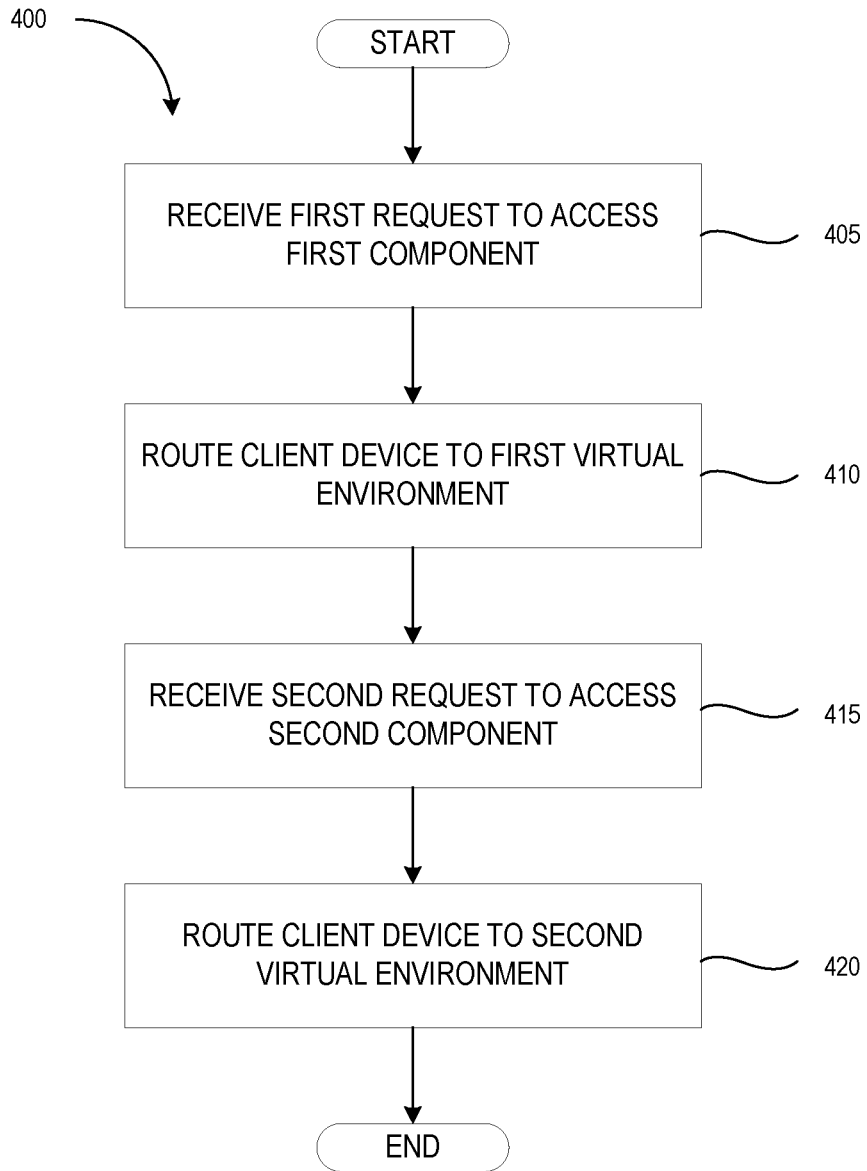 400
START
RECEIVE FIRST REQUEST TO ACCESS
FIRST COMPONENT
405
ROUTE CLIENT DEVICE TO FIRST VIRTUAL
ENVIRONMENT
410
RECEIVE SECOND REQUEST TO ACCESS
SECOND COMPONENT
415
ROUTE CLIENT DEVICE TO SECOND
VIRTUAL ENVIRONMENT
420
END